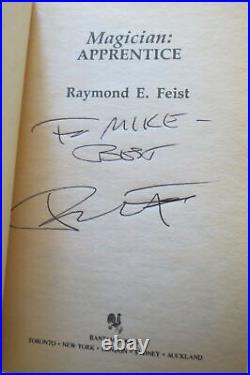 Magician:
APPRENTICE
Raymond E. Feist
To MIKE –
BEST
TORONTO • NEW YORK • LONDON • SYDNEY • AUCKLAND